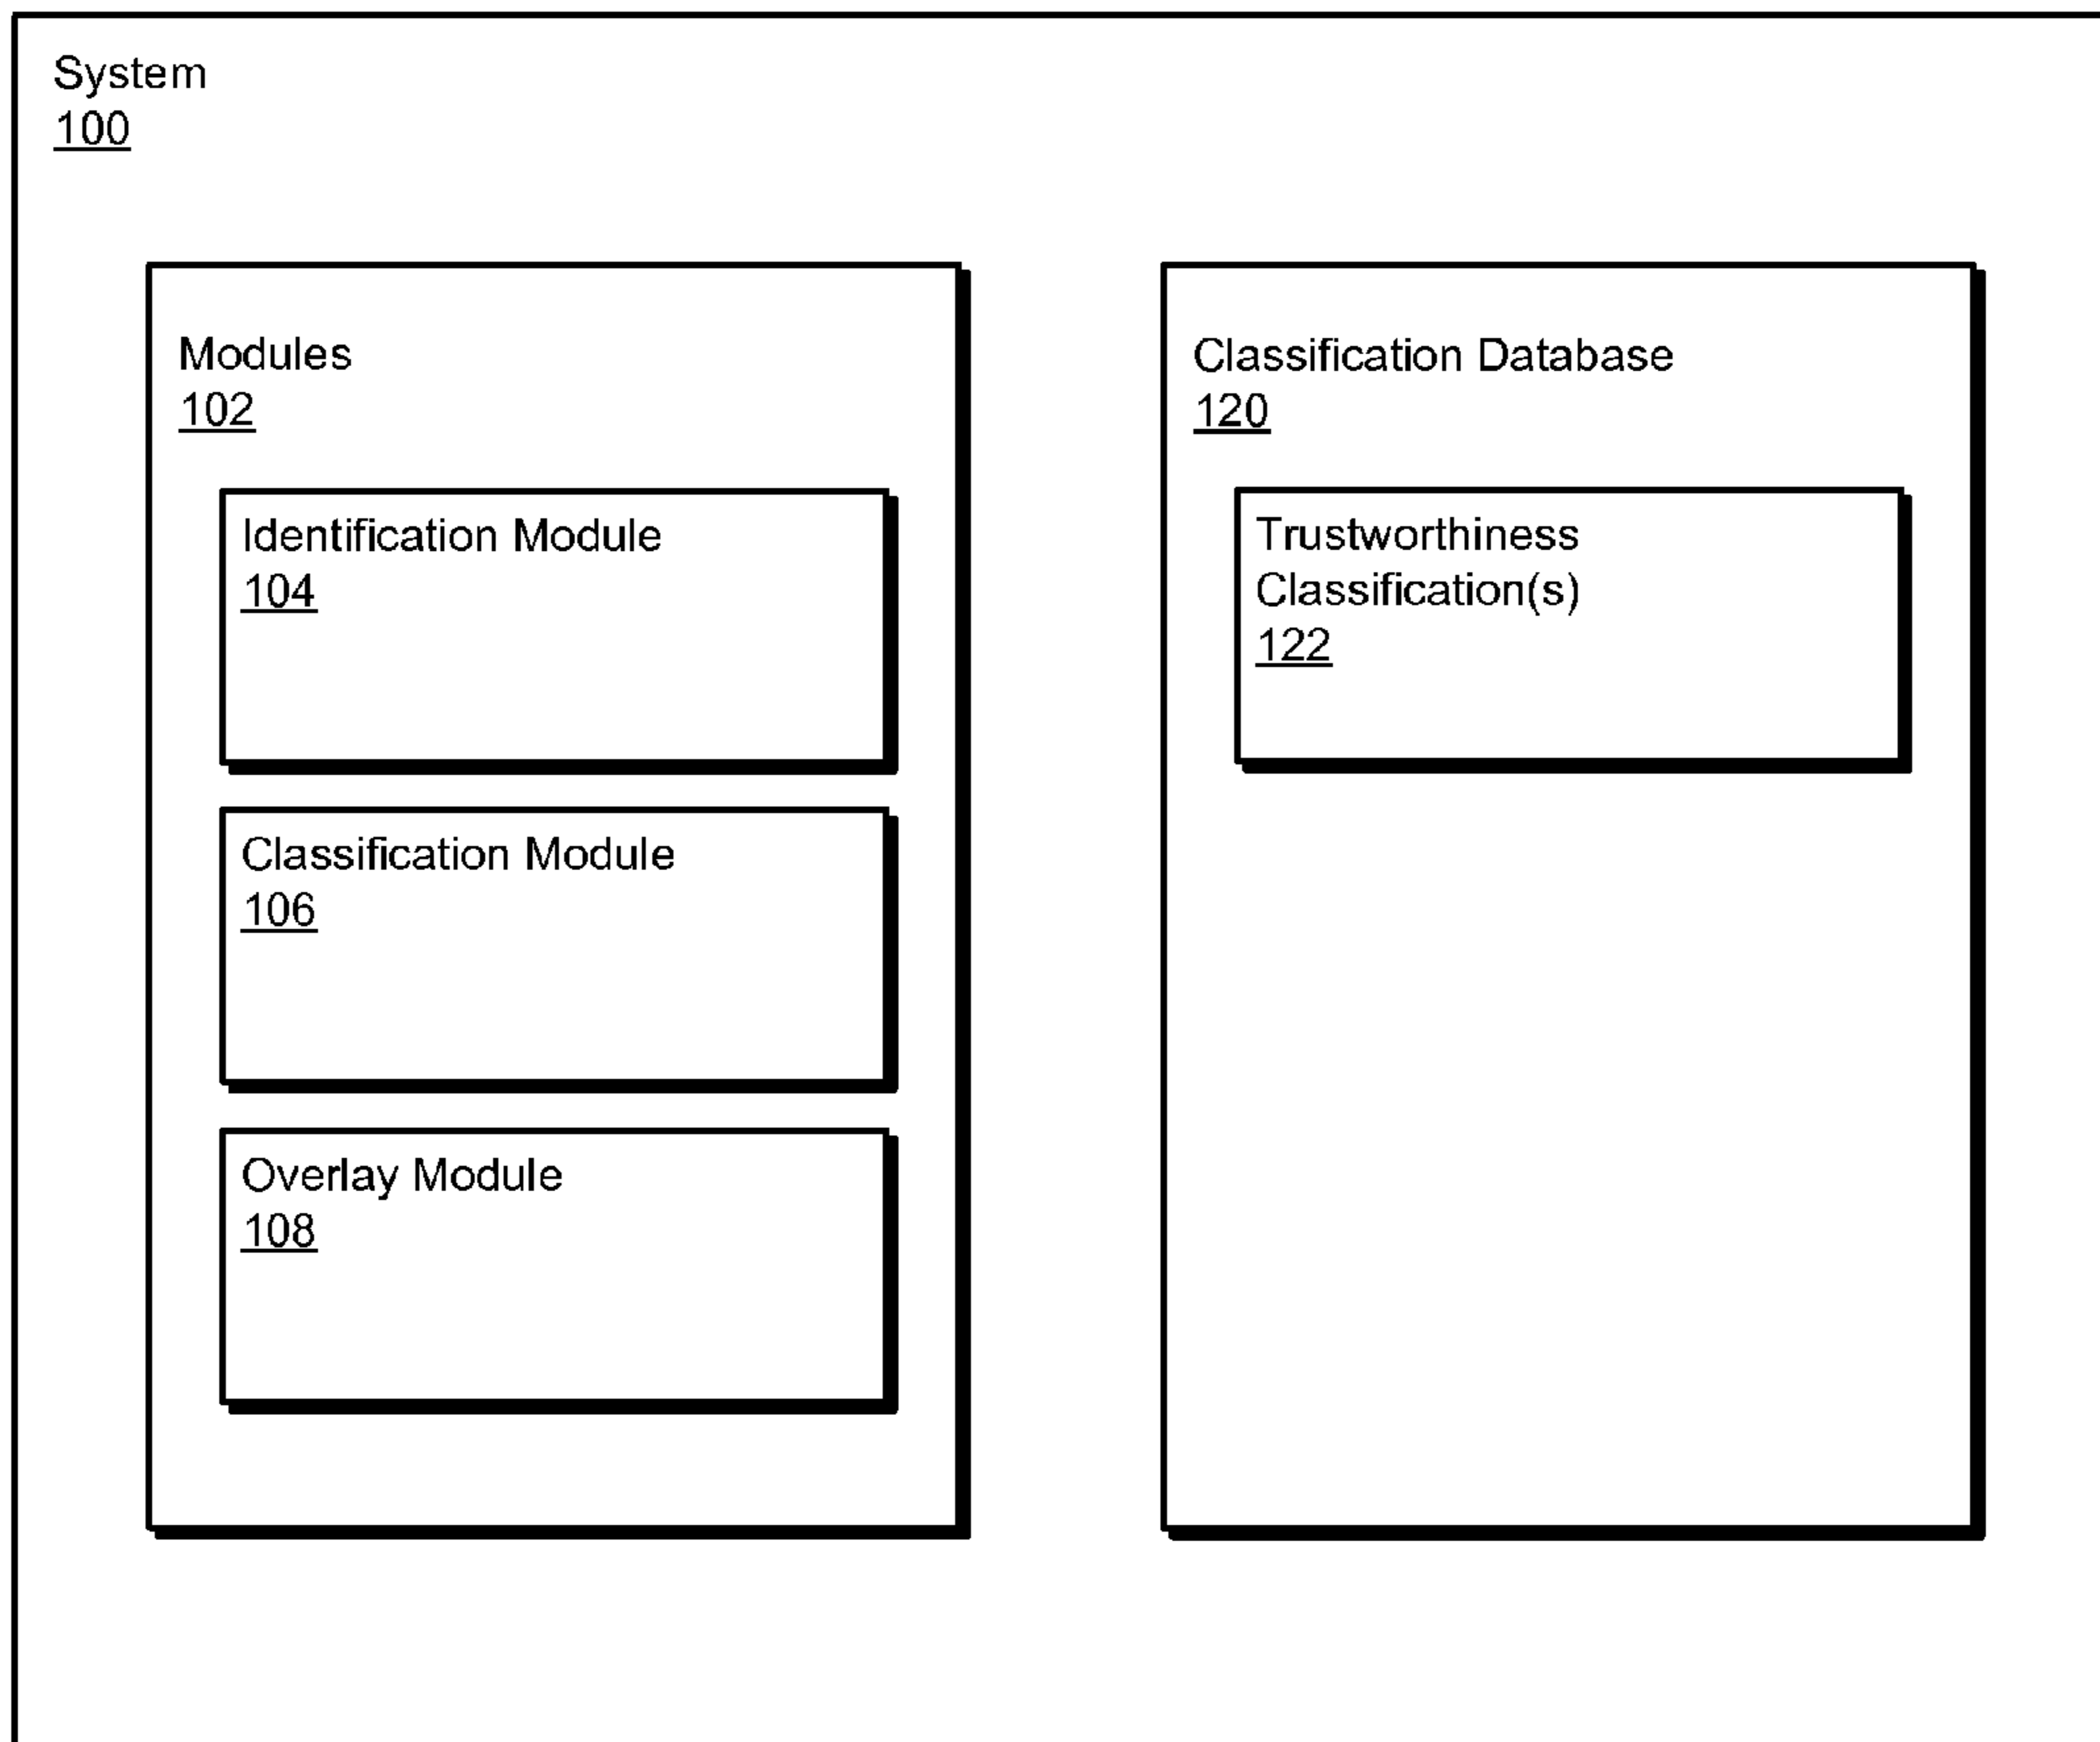 System
100
Modules
102
Identification Module
104
Classification Module
106
Overlay Module
108
Classification Database
120
Trustworthiness
Classification(s)
122